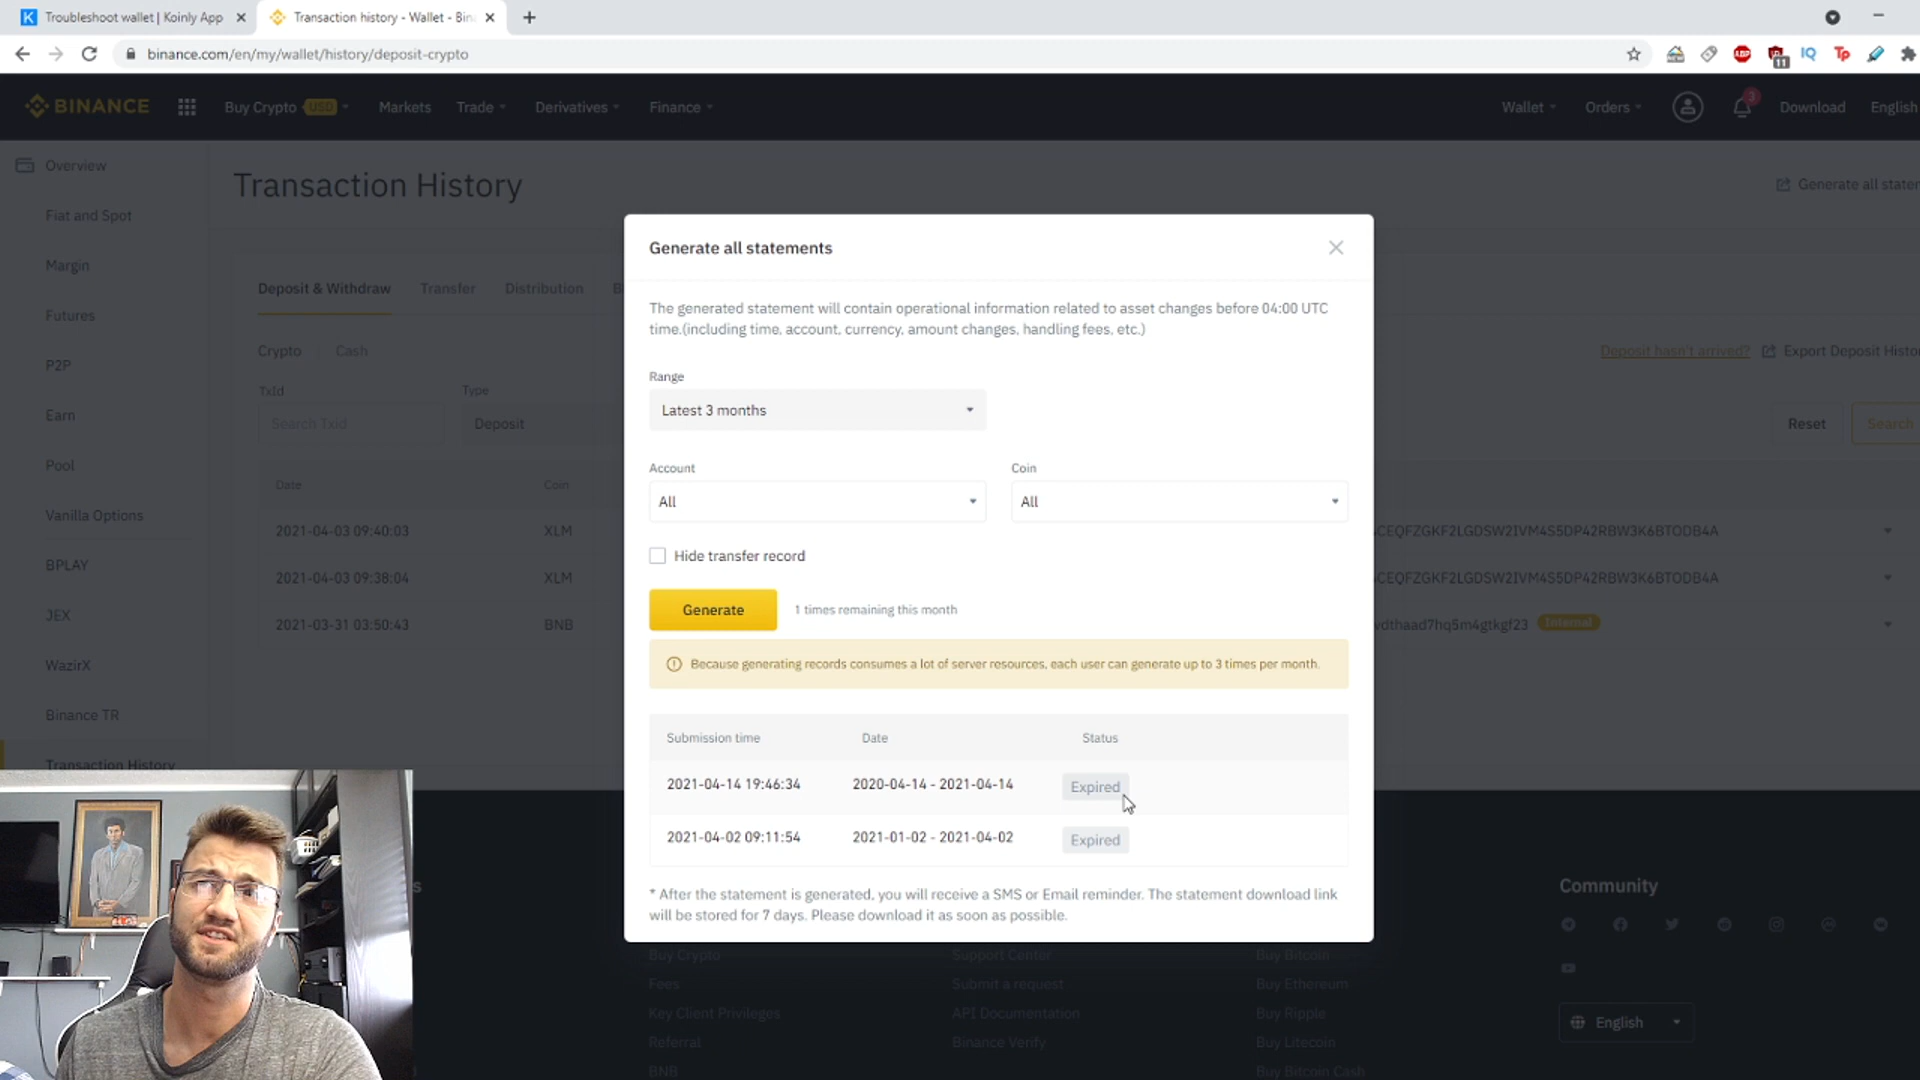 Troubleshoot wallet | Koinly App
Transaction history - Wallet - Bin
binance.com/en/my/wallet/history/deposit-crypto
11
IQ
Tp
BINANCE
Buy Crypto USD
Markets
Trade
Derivatives
Finance
Wallet
Orders
3
Download
English
Overview
Fiat and Spot
Margin
Futures
P2P
Earn
Pool
Vanilla Options
BPLAY
JEX
WazirX
Binance TR
Transaction History
Transaction History
Generate all stater
Deposit & Withdraw
Transfer
Distribution
Crypto
Cash
Deposit hasn't arrived?
Export Deposit Histo
TxId
Type
Search Txid
Deposit
Reset
Search
Date
Coin
2021-04-03 09:40:03
XLM
CEQFZGKF2LGDSW2IVM4S5DP42RBW3K6BTODB4A
2021-04-03 09:38:04
XLM
CEQFZGKF2LGDSW2IVM4S5DP42RBW3K6BTODB4A
2021-03-31 03:50:43
BNB
vdthaad7hq5m4gtkgf23
Internal
Generate all statements
The generated statement will contain operational information related to asset changes before 04:00 UTC
time.(including time, account, currency, amount changes, handling fees, etc.)
Range
Latest 3 months
Account
Coin
All
All
Hide transfer record
Generate
1 times remaining this month
Because generating records consumes a lot of server resources, each user can generate up to 3 times per month.
Submission time
Date
Status
2021-04-14 19:46:34
2020-04-14 - 2021-04-14
Expired
2021-04-02 09:11:54
2021-01-02 - 2021-04-02
Expired
* After the statement is generated, you will receive a SMS or Email reminder. The statement download link
will be stored for 7 days. Please download it as soon as possible.
Community
Buy Crypto
Support Center
Buy Bitcoin
Fees
Submit a request
Buy Ethereum
Key Client Privileges
API Documentation
Buy Ripple
Referral
Binance Verify
Buy Litecoin
BNB
Buy Bitcoin Cash
English